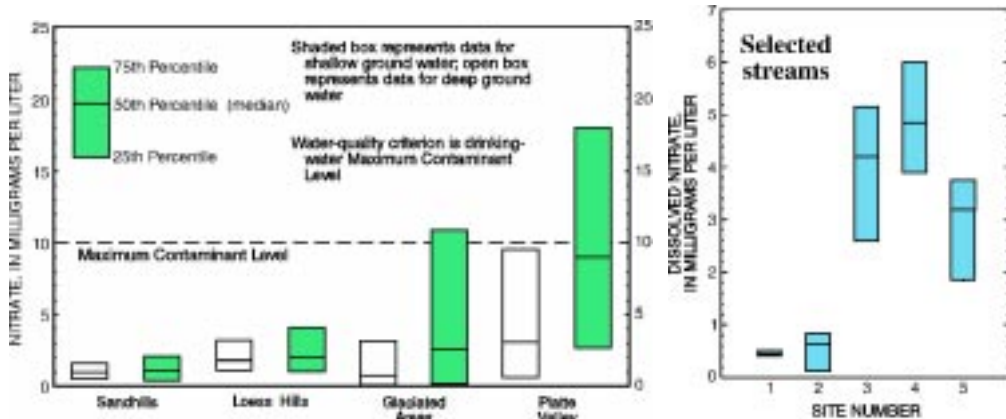 NITRATE, IN MILLIGRAMS PER LITER
25
20
15
10
5
0
75th Percentile
50th Percentile (median)
25th Percentile
Shaded box represents data for
shallow ground water; open box
represents data for deep ground
water
Water-quality criterion is drinking-
water Maximum Contaminant
Level
Maximum Contaminant Level
25
20
15
10
5
0
Sandhills
Loess Hills
Glaciated
Areas
Platte
Valley
DISSOLVED NITRATE,
IN MILLIGRAMS PER LITER
7
6
5
4
3
2
1
0
Selected
streams
1
2
3
4
5
SITE NUMBER